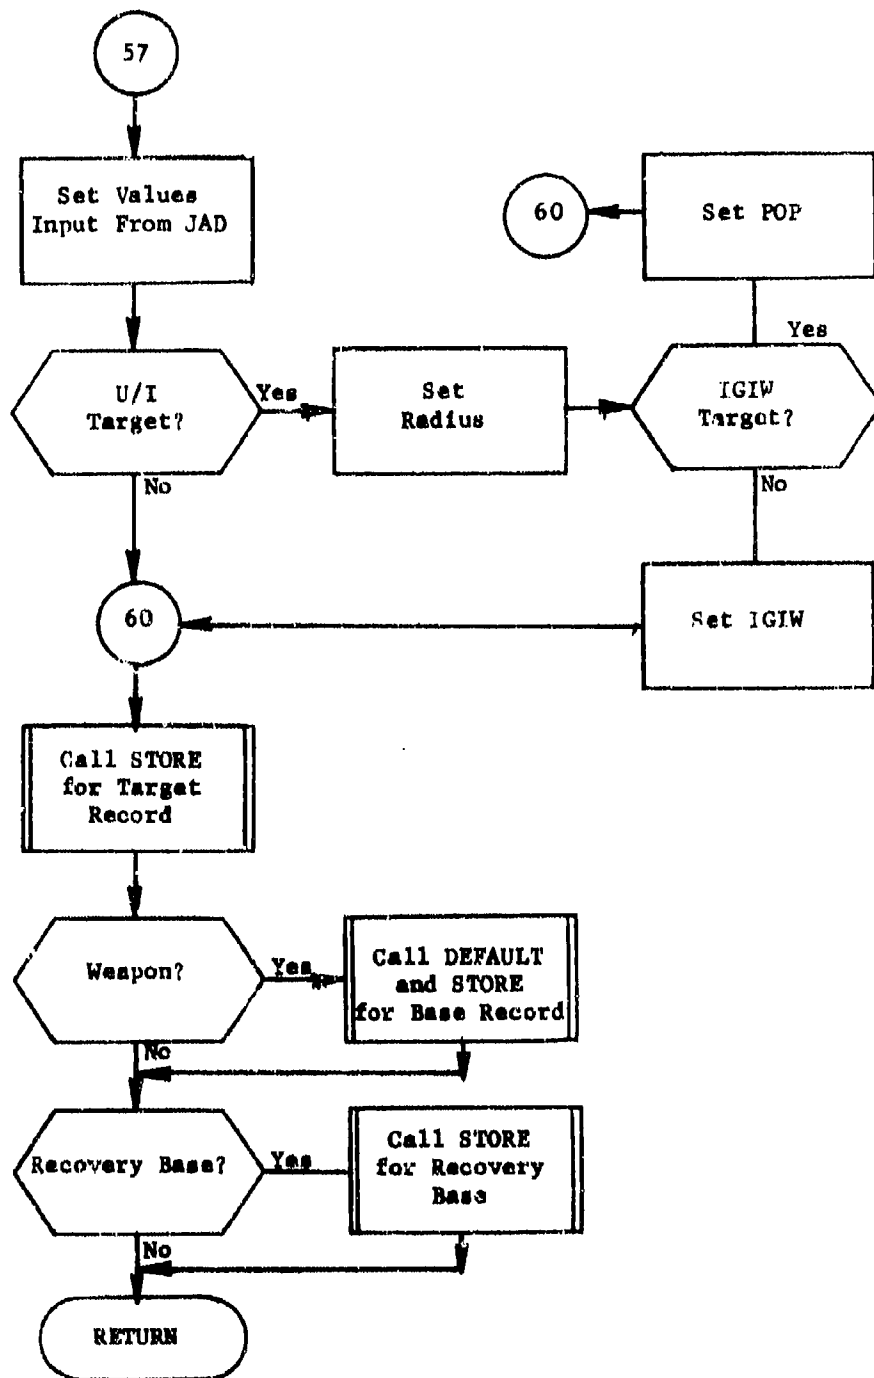 57
Set Values
Input From JAD
60
Set POP
Yes
U/I
Target?
Yes
Set
Radius
IGIW
Target?
No
No
60
Set IGIW
Call STORE
for Target
Record
Weapon?
Yes
Call DEFAULT
and STORE
for Base Record
No
Recovery Base?
Yes
Call STORE
for Recovery
Base
No
RETURN